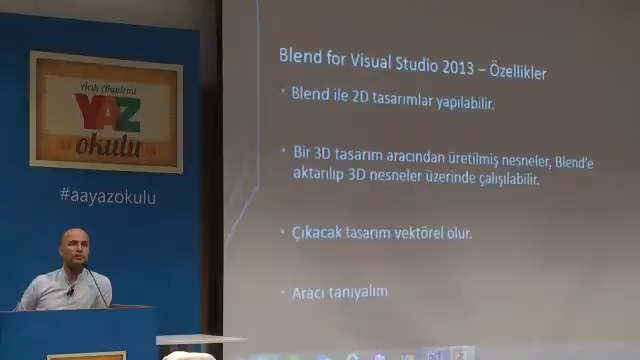 Açık Akademi
YAZ
okulu
#aayazokulu
Blend for Visual Studio 2013 – Özellikler
• Blend ile 2D tasarımlar yapılabilir.
• Bir 3D tasarım aracından üretilmiş nesneler, Blend'e
aktarılıp 3D nesneler üzerinde çalışılabilir.
• Çıkacak tasarım vektörel olur.
• Aracı tanıyalım